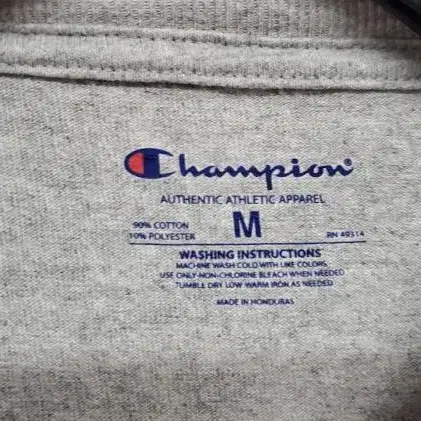 Champion®
AUTHENTIC ATHLETIC APPAREL
90% COTTON
10% POLYESTER
M
RN 49314
WASHING INSTRUCTIONS
MACHINE WASH COLD WITH LIKE COLORS
USE ONLY NON-CHLORINE BLEACH WHEN NEEDED
TUMBLE DRY LOW WARM IRON AS NEEDED
MADE IN HONDURAS